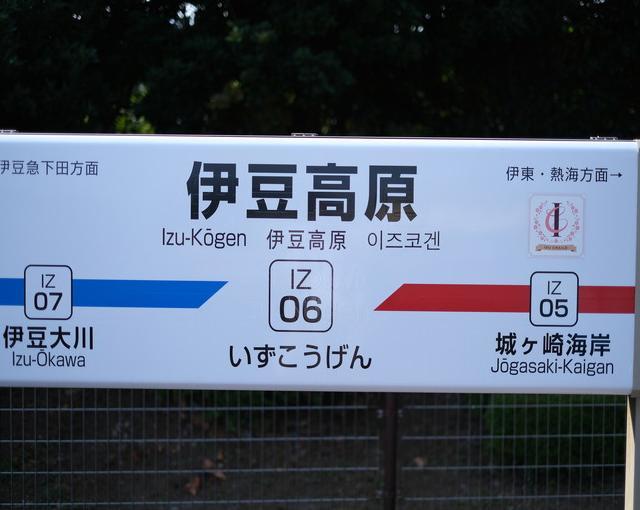 伊豆急下田方面
伊豆高原
伊東・熱海方面→
Izu-Kōgen 伊豆高原 이즈코겐
IZ
07
IZ
06
IZ
05
伊豆大川
Izu-Ōkawa
いずこうげん
城ヶ崎海岸
Jōgasaki-Kaigan